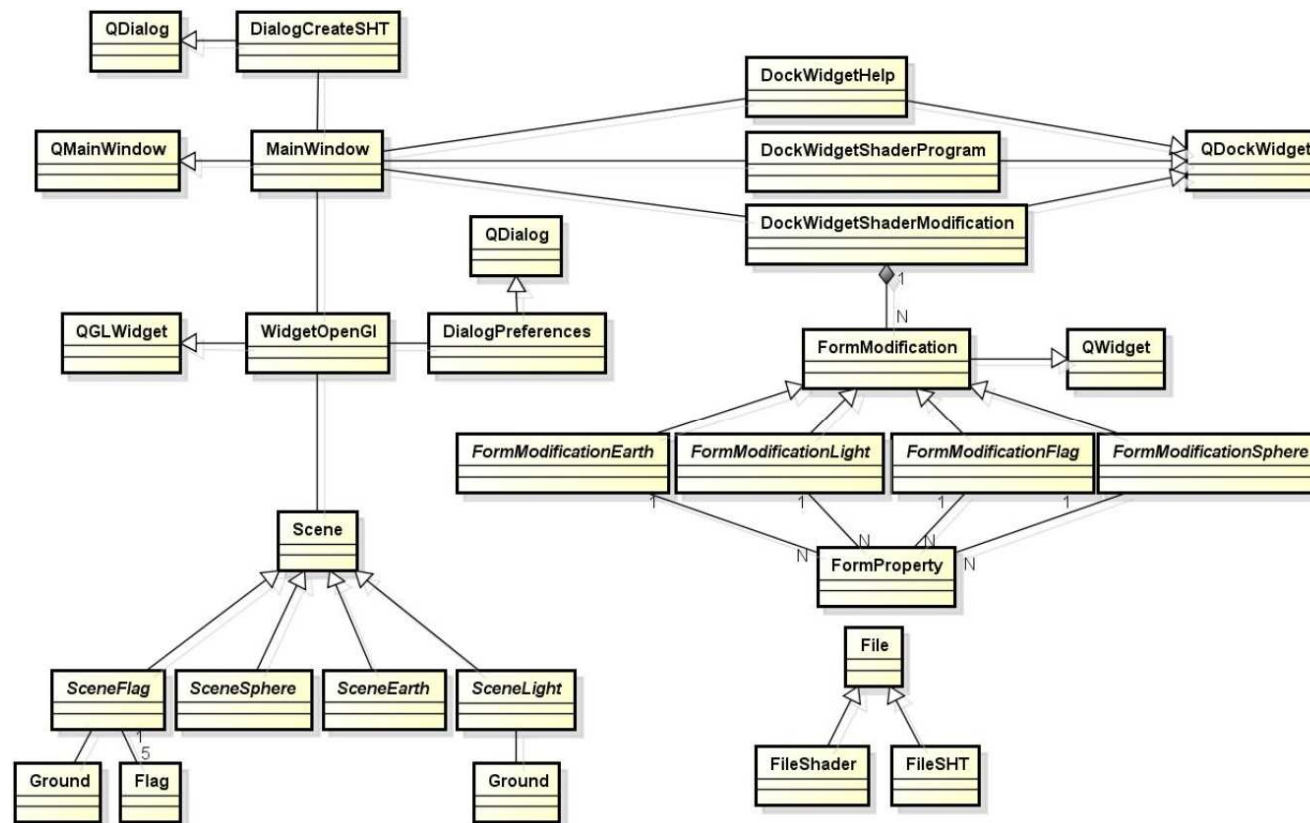 QDialog
DialogCreateSHT
DockWidgetHelp
QMainWindow
MainWindow
DockWidgetShaderProgram
QDockWidget
DockWidgetShaderModification
QDialog
1
N
QGLWidget
WidgetOpenGl
DialogPreferences
FormModification
QWidget
FormModificationEarth
FormModificationLight
FormModificationFlag
FormModificationSphere
1
1
1
1
N
N
N
N
Scene
FormProperty
File
SceneFlag
SceneSphere
SceneEarth
SceneLight
1
5
Ground
Flag
Ground
FileShader
FileSHT